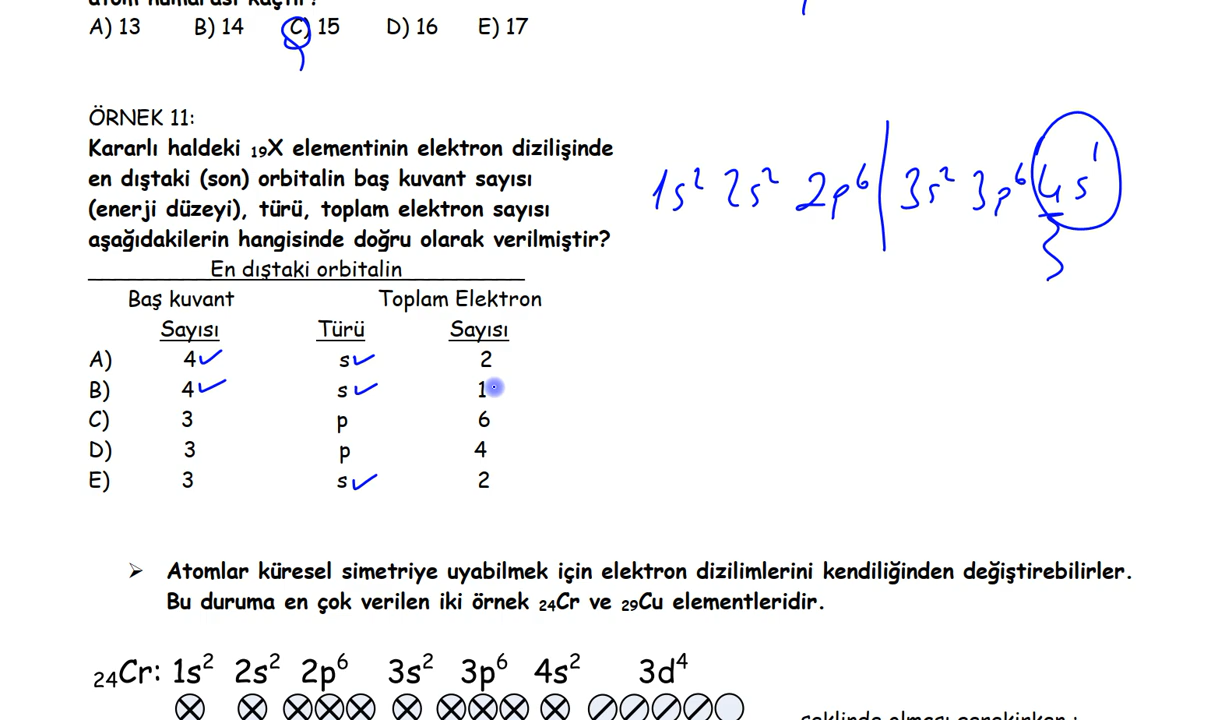 A) 13 B) 14 C) 15 D) 16 E) 17
ÖRNEK 11:
Kararlı haldeki ₁₉X elementinin elektron dizilişinde
en dıştaki (son) orbitalin baş kuvant sayısı
(enerji düzeyi), türü, toplam elektron sayısı
aşağıdakilerin hangisinde doğru olarak verilmiştir?
1s² 2s² 2p⁶ 3s² 3p⁶ 4s¹
En dıştaki orbitalin
Baş kuvant Toplam Elektron
Sayısı Türü Sayısı
A) 4 s 2
B) 4 s 1
C) 3 p 6
D) 3 p 4
E) 3 s 2
➢ Atomlar küresel simetriye uyabilmek için elektron dizilimlerini kendiliğinden değiştirebilirler.
Bu duruma en çok verilen iki örnek ₂₄Cr ve ₂₉Cu elementleridir.
₂₄Cr: 1s² 2s² 2p⁶ 3s² 3p⁶ 4s² 3d⁴